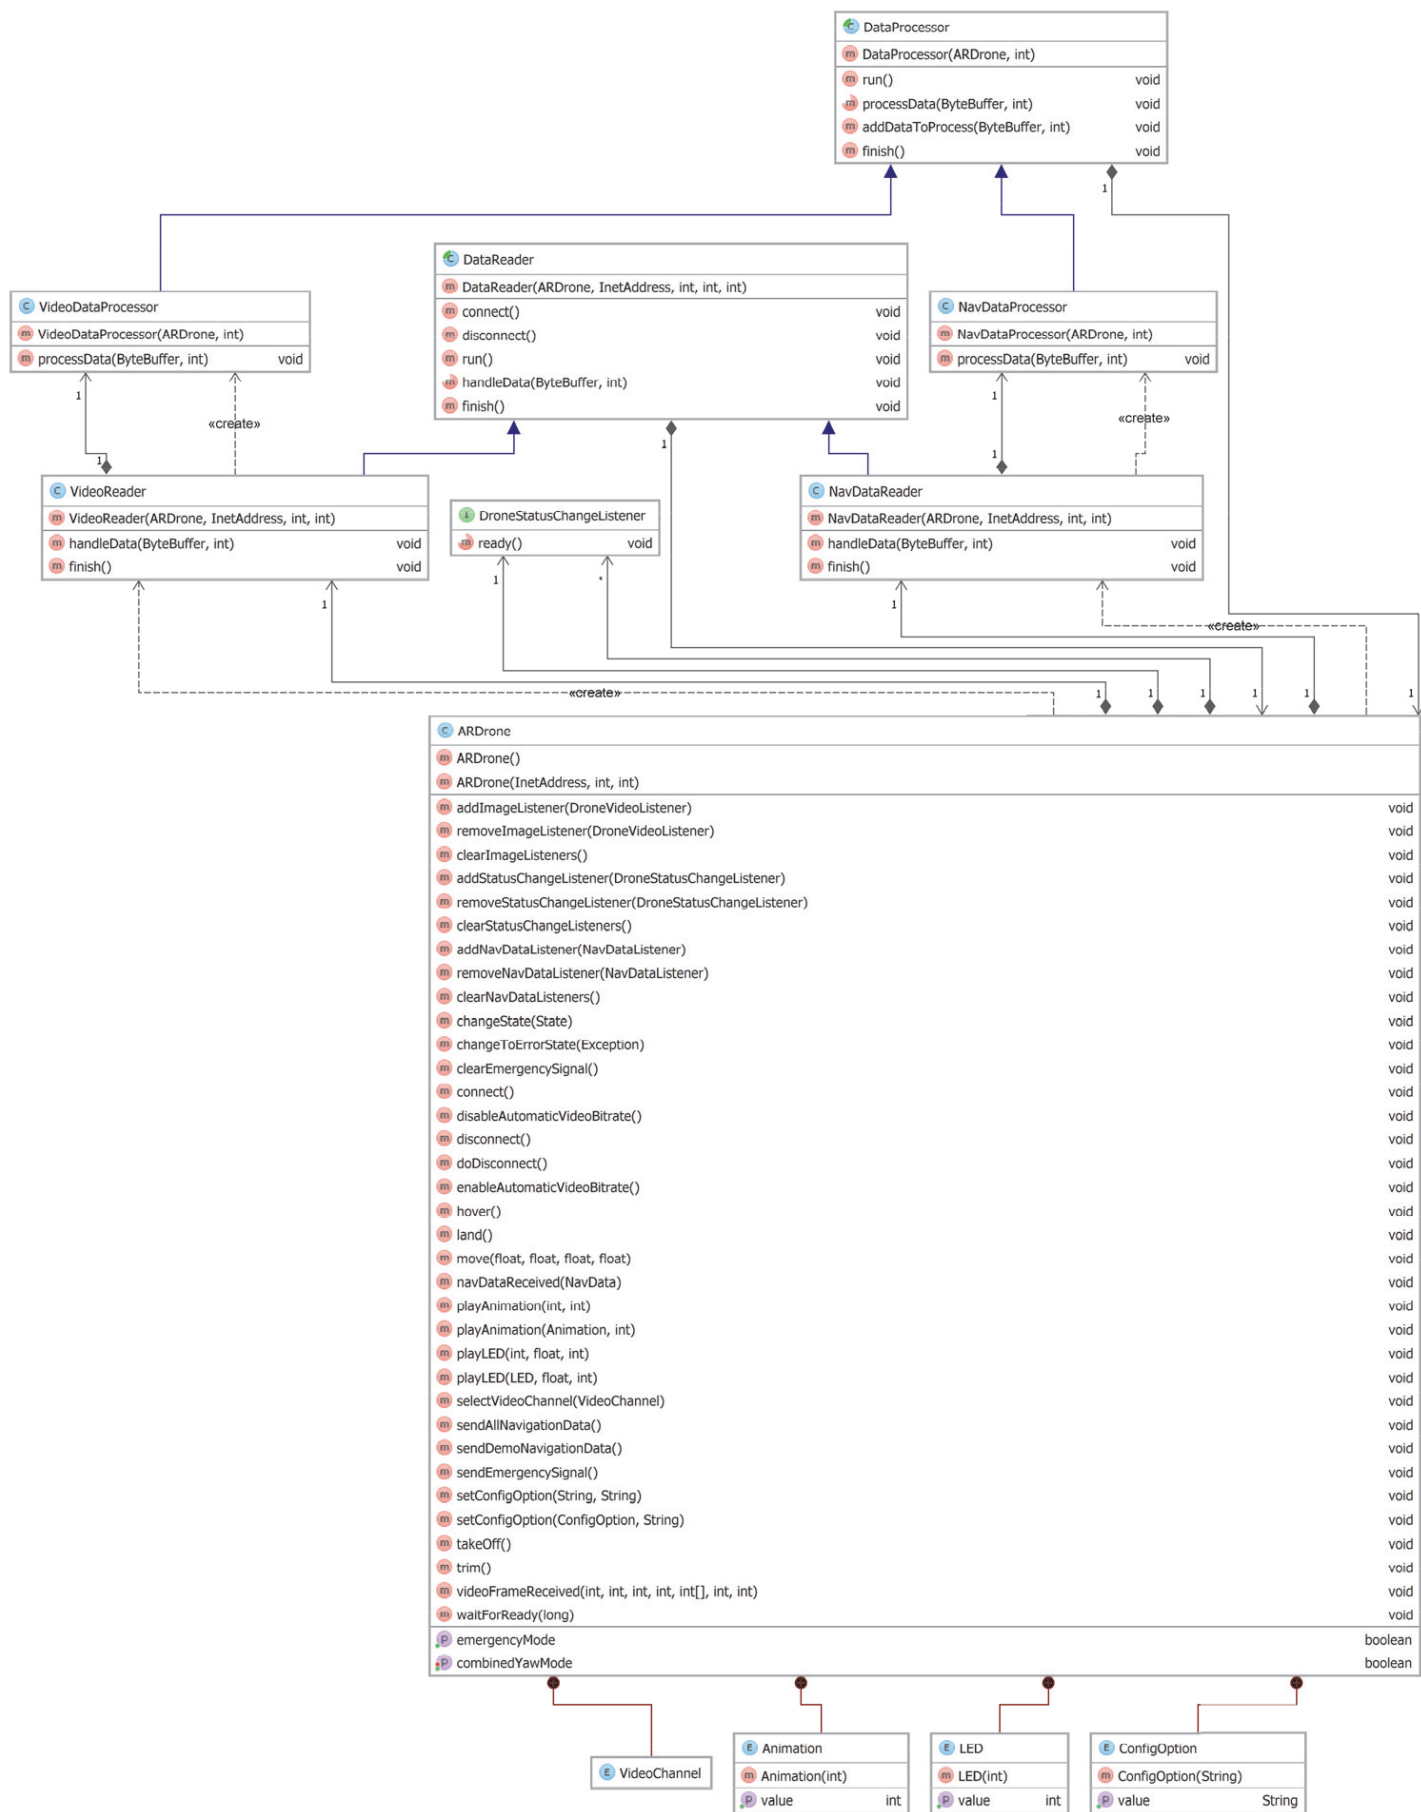 DataProcessor
DataProcessor(ARDrone, int)
run() void
processData(ByteBuffer, int) void
addDataToProcess(ByteBuffer, int) void
finish() void
1
DataReader
DataReader(ARDrone, InetAddress, int, int, int)
connect() void
disconnect() void
run() void
handleData(ByteBuffer, int) void
finish() void
1
VideoDataProcessor
VideoDataProcessor(ARDrone, int)
processData(ByteBuffer, int) void
1
«create»
1
NavDataProcessor
NavDataProcessor(ARDrone, int)
processData(ByteBuffer, int) void
1
«create»
1
VideoReader
VideoReader(ARDrone, InetAddress, int, int)
handleData(ByteBuffer, int) void
finish() void
1
DroneStatusChangeListener
ready() void
1
*
NavDataReader
NavDataReader(ARDrone, InetAddress, int, int)
handleData(ByteBuffer, int) void
finish() void
1
«create»
«create»
1
1
1
1
1
1
ARDrone
ARDrone()
ARDrone(InetAddress, int, int)
addImageListener(DroneVideoListener) void
removeImageListener(DroneVideoListener) void
clearImageListeners() void
addStatusChangeListener(DroneStatusChangeListener) void
removeStatusChangeListener(DroneStatusChangeListener) void
clearStatusChangeListeners() void
addNavDataListener(NavDataListener) void
removeNavDataListener(NavDataListener) void
clearNavDataListeners() void
changeState(State) void
changeToErrorState(Exception) void
clearEmergencySignal() void
connect() void
disableAutomaticVideoBitrate() void
disconnect() void
doDisconnect() void
enableAutomaticVideoBitrate() void
hover() void
land() void
move(float, float, float, float) void
navDataReceived(NavData) void
playAnimation(int, int) void
playAnimation(Animation, int) void
playLED(int, float, int) void
playLED(LED, float, int) void
selectVideoChannel(VideoChannel) void
sendAllNavigationData() void
sendDemoNavigationData() void
sendEmergencySignal() void
setConfigOption(String, String) void
setConfigOption(ConfigOption, String) void
takeOff() void
trim() void
videoFrameReceived(int, int, int, int, int[], int, int) void
waitForReady(long) void
emergencyMode boolean
combinedYawMode boolean
VideoChannel
Animation
Animation(int)
value int
LED
LED(int)
value int
ConfigOption
ConfigOption(String)
value String